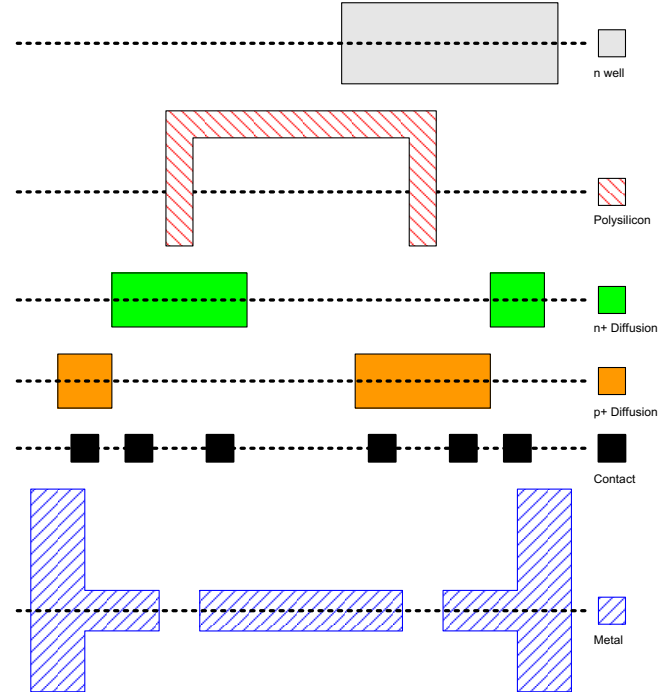 n well
Polysilicon
n+ Diffusion
p+ Diffusion
Contact
Metal